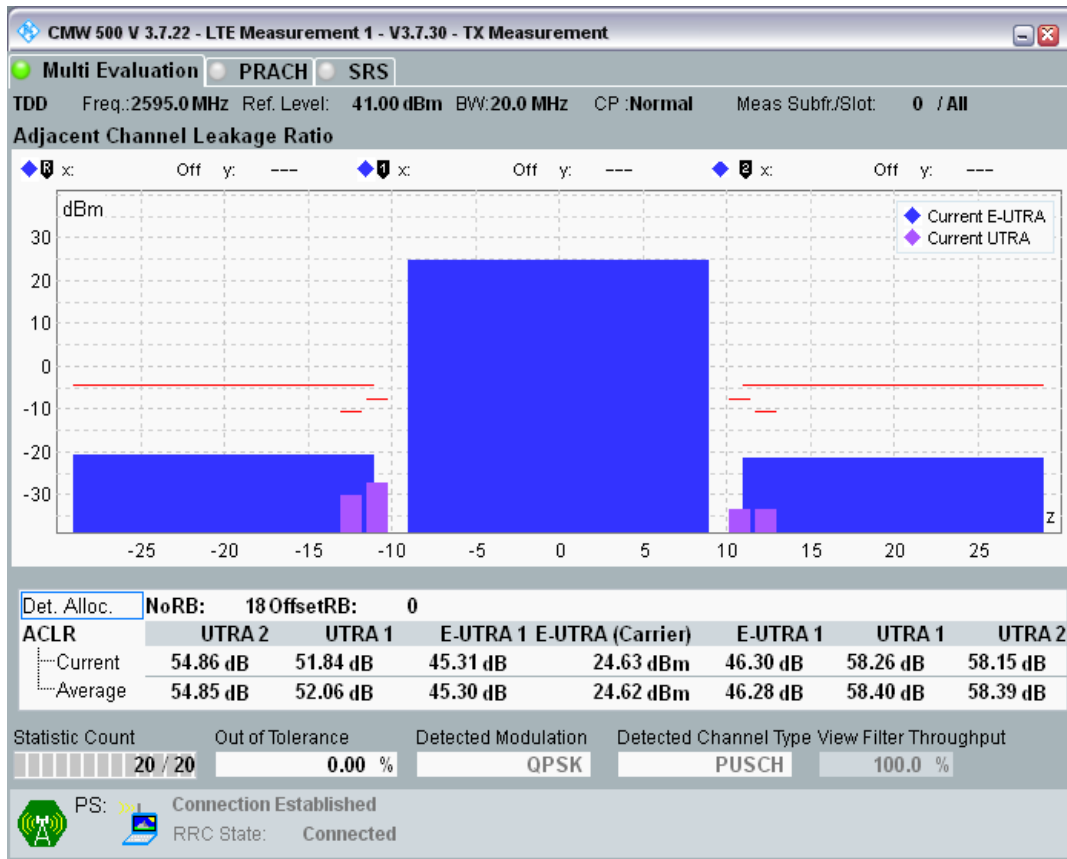 CMW 500 V 3.7.22 - LTE Measurement 1 - V3.7.30 - TX Measurement
Multi Evaluation PRACH SRS
TDD Freq.:2595.0 MHz Ref. Level: 41.00 dBm BW:20.0 MHz CP :Normal Meas Subfr./Slot: 0 / All
Adjacent Channel Leakage Ratio
R x: Off y: --- 1 x: Off y: --- 2 x: Off y: ---
dBm
Current E-UTRA
Current UTRA
30
20
10
0
-10
-20
-30
z
-25 -20 -15 -10 -5 0 5 10 15 20 25
Det. Alloc. NoRB: 18 OffsetRB: 0
ACLR UTRA 2 UTRA 1 E-UTRA 1 E-UTRA (Carrier) E-UTRA 1 UTRA 1 UTRA 2
Current 54.86 dB 51.84 dB 45.31 dB 24.63 dBm 46.30 dB 58.26 dB 58.15 dB
Average 54.85 dB 52.06 dB 45.30 dB 24.62 dBm 46.28 dB 58.40 dB 58.39 dB
Statistic Count Out of Tolerance Detected Modulation Detected Channel Type View Filter Throughput
20 / 20 0.00 % QPSK PUSCH 100.0 %
PS: Connection Established
RRC State: Connected